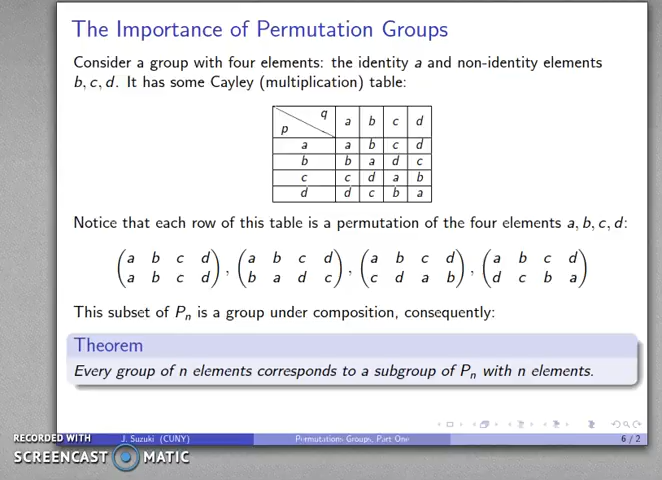 The Importance of Permutation Groups
Consider a group with four elements: the identity a and non-identity elements
b, c, d. It has some Cayley (multiplication) table:
p q a b c d
a a b c d
b b a d c
c c d a b
d d c b a
Notice that each row of this table is a permutation of the four elements a, b, c, d:
(a b c d), (a b c d), (a b c d), (a b c d)
(a b c d), (b a d c), (c d a b), (d c b a)
This subset of Pn is a group under composition, consequently:
Theorem
Every group of n elements corresponds to a subgroup of Pn with n elements.
J. Suzuki (CUNY) Permutation Groups, Part One 6 / 2
RECORDED WITH
SCREENCAST MATIC